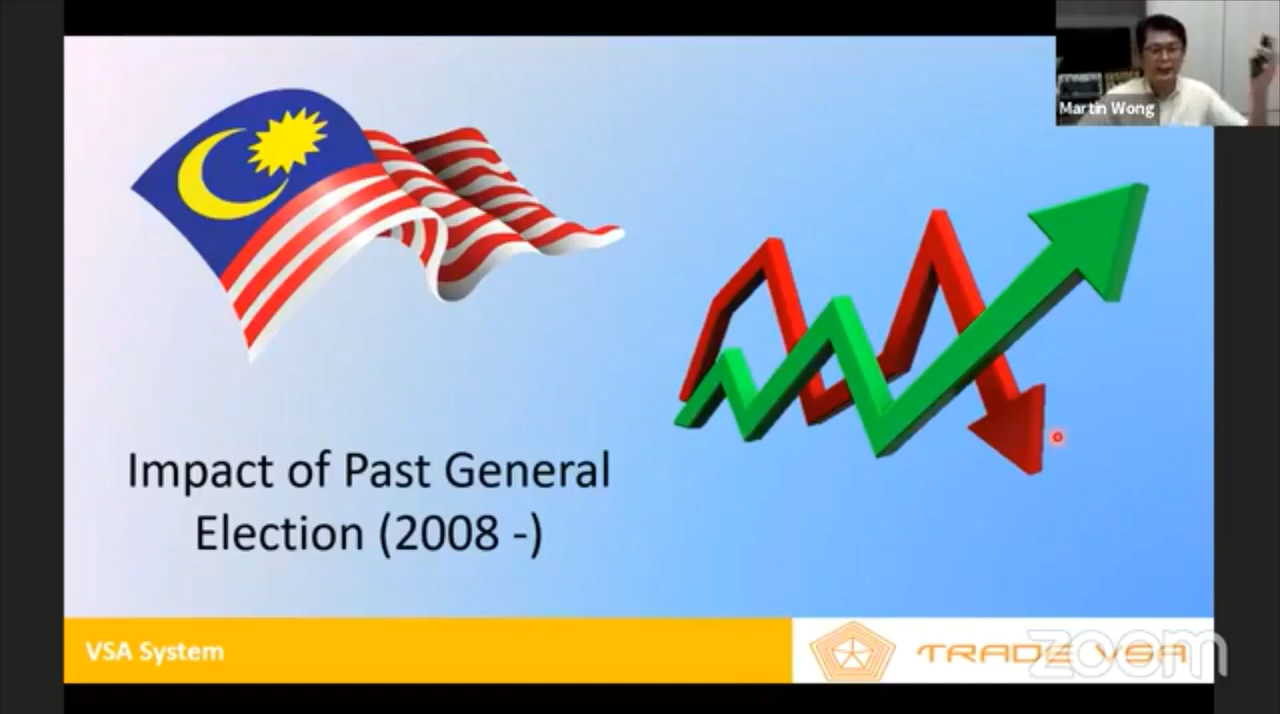 Martin Wong
Impact of Past General
Election (2008 -)
VSA System
TRADE VSA
zoom